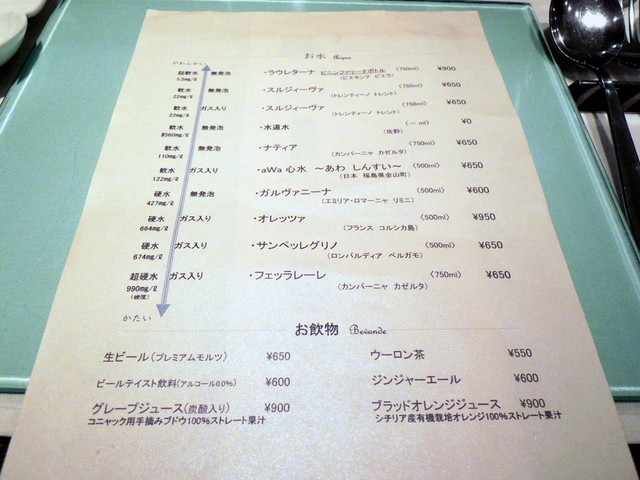 お水 Acqua
やわらかい
超軟水 無発泡 ・ラウレターナ ピニンファリーナボトル (750ml) ¥900
5.5mg/ℓ (ピエモンテ ビエラ)
軟水 無発泡 ・スルジィーヴァ (750ml) ¥650
22mg/ℓ (トレンティーノ トレンド)
軟水 ガス入り ・スルジィーヴァ (750ml) ¥650
22mg/ℓ (トレンティーノ トレンド)
軟水 無発泡 ・水道水 (ー ml) ¥0
約60mg/ℓ (佐野)
軟水 無発泡 ・ナティア (750ml) ¥650
110mg/ℓ (カンパーニャ カゼルタ)
軟水 ガス入り ・aWa 心水 ～あわ しんすい～ (500ml) ¥650
122mg/ℓ (日本 福島県金山町)
硬水 無発泡 ・ガルヴァニーナ (500ml) ¥600
427mg/ℓ (エミリア・ロマーニャ リミニ)
硬水 ガス入り ・オレッツァ (500ml) ¥950
664mg/ℓ (フランス コルシカ島)
硬水 ガス入り ・サンペッレグリノ (500ml) ¥650
674mg/ℓ (ロンバルディア ベルガモ)
超硬水 ガス入り ・フェッラレーレ (750ml) ¥650
990mg/ℓ (カンパーニャ カゼルタ)
(硬度)
かたい
お飲物 Bevande
生ビール(プレミアムモルツ) ¥650 ウーロン茶 ¥550
ビールテイスト飲料(アルコール0.0%) ¥600 ジンジャーエール ¥600
グレープジュース(炭酸入り) ¥900 ブラッドオレンジジュース ¥900
コニャック用手摘みブドウ100%ストレート果汁 シチリア産有機栽培オレンジ100%ストレート果汁